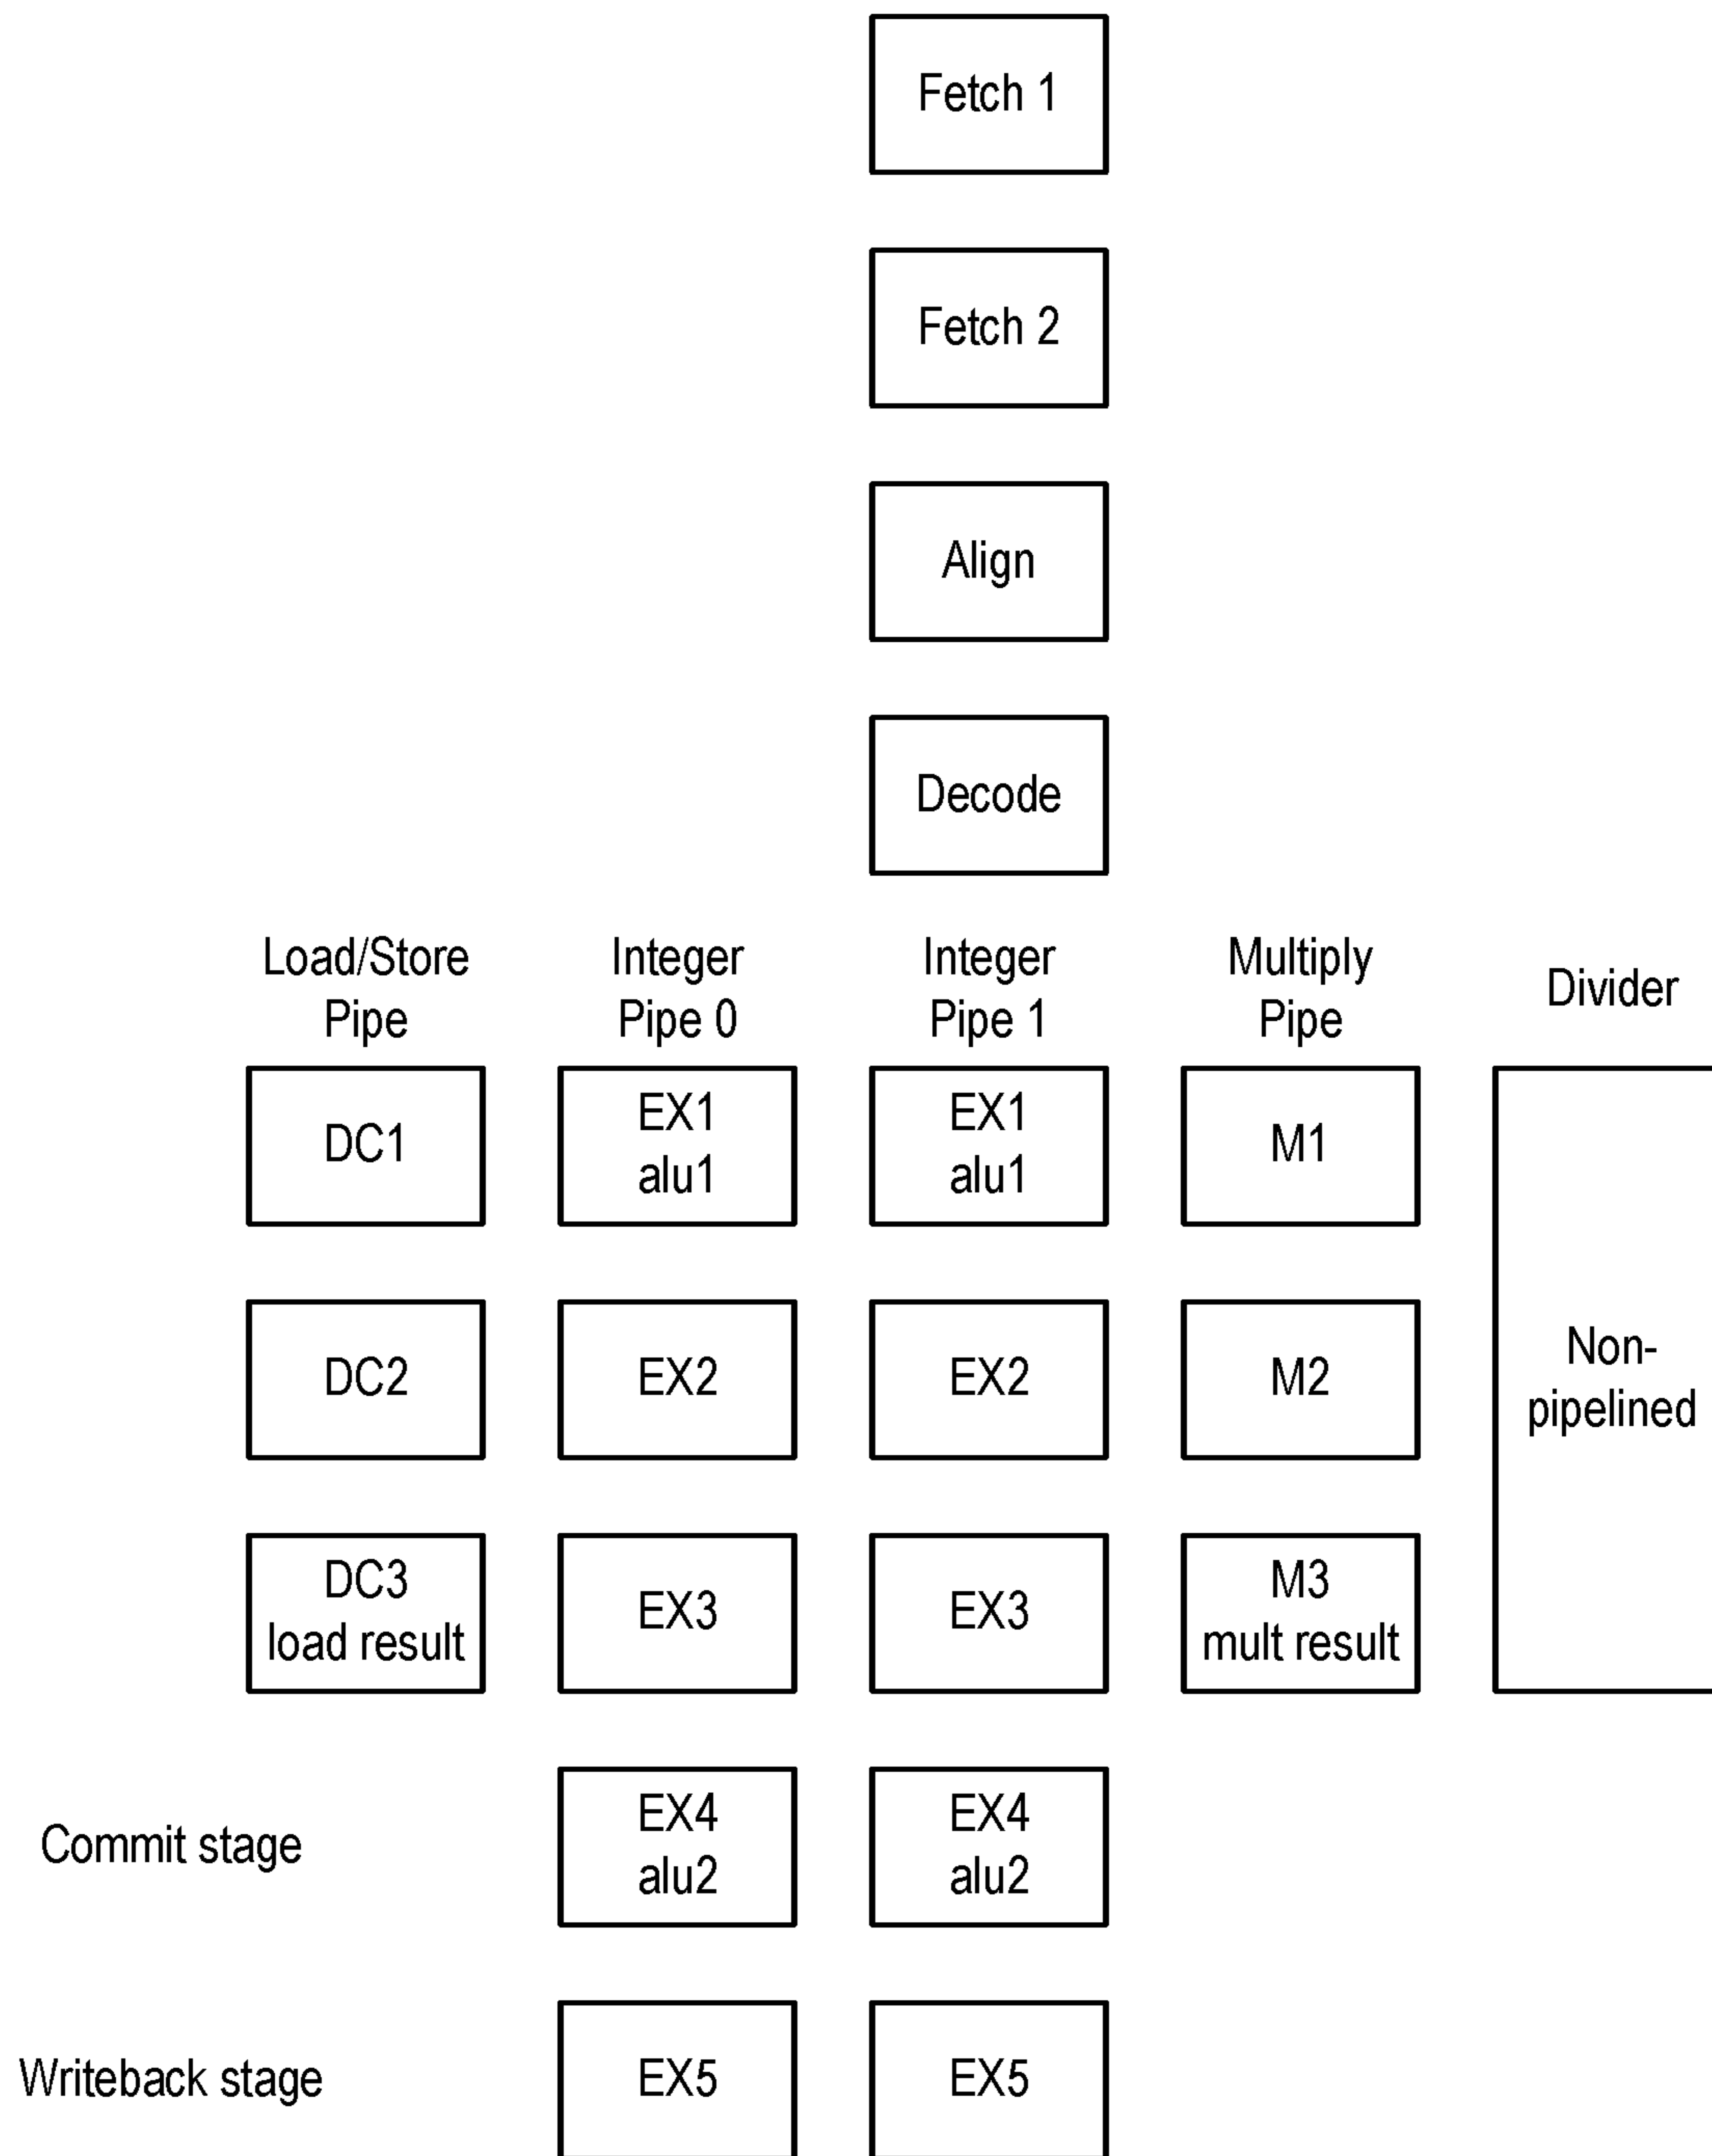 Fetch 1
Fetch 2
Align
Decode
Load/Store
Pipe
Integer
Pipe 0
Integer
Pipe 1
Multiply
Pipe
Divider
DC1
EX1
alu1
EX1
alu1
M1
DC2
EX2
EX2
M2
Non-
pipelined
DC3
load result
EX3
EX3
M3
mult result
Commit stage
EX4
alu2
EX4
alu2
Writeback stage
EX5
EX5